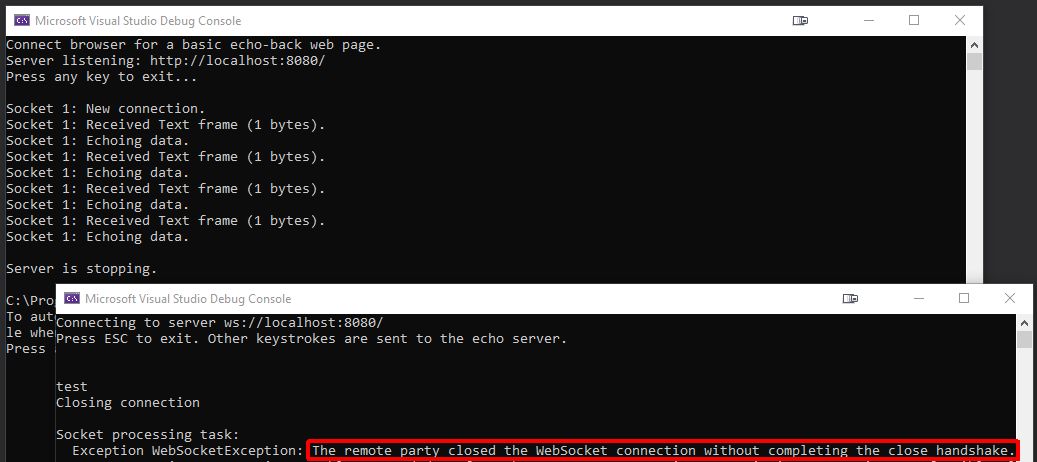 Microsoft Visual Studio Debug Console
Connect browser for a basic echo-back web page.
Server listening: http://localhost:8080/
Press any key to exit...
Socket 1: New connection.
Socket 1: Received Text frame (1 bytes).
Socket 1: Echoing data.
Socket 1: Received Text frame (1 bytes).
Socket 1: Echoing data.
Socket 1: Received Text frame (1 bytes).
Socket 1: Echoing data.
Socket 1: Received Text frame (1 bytes).
Socket 1: Echoing data.
Server is stopping.
C:\Pro
To aut
le whe
Press
Microsoft Visual Studio Debug Console
Connecting to server ws://localhost:8080/
Press ESC to exit. Other keystrokes are sent to the echo server.
test
Closing connection
Socket processing task:
Exception WebSocketException: The remote party closed the WebSocket connection without completing the close handshake.